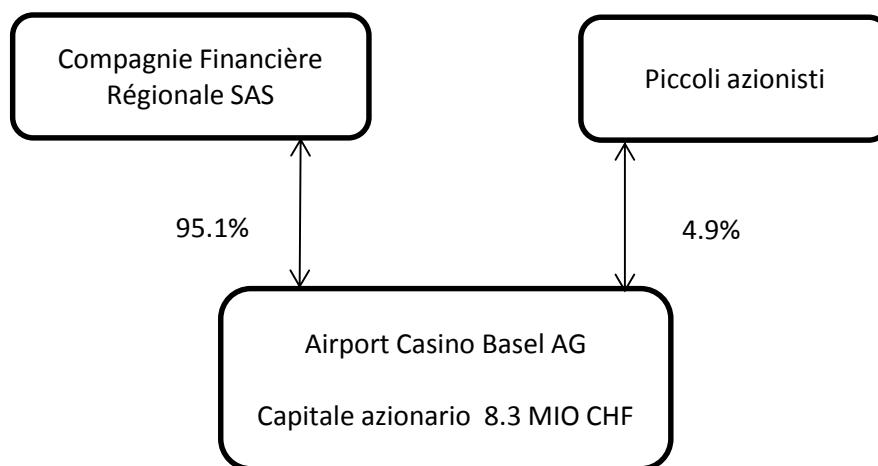 Compagnie Financière
Régionale SAS
Piccoli azionisti
95.1%
4.9%
Airport Casino Basel AG
Capitale azionario 8.3 MIO CHF